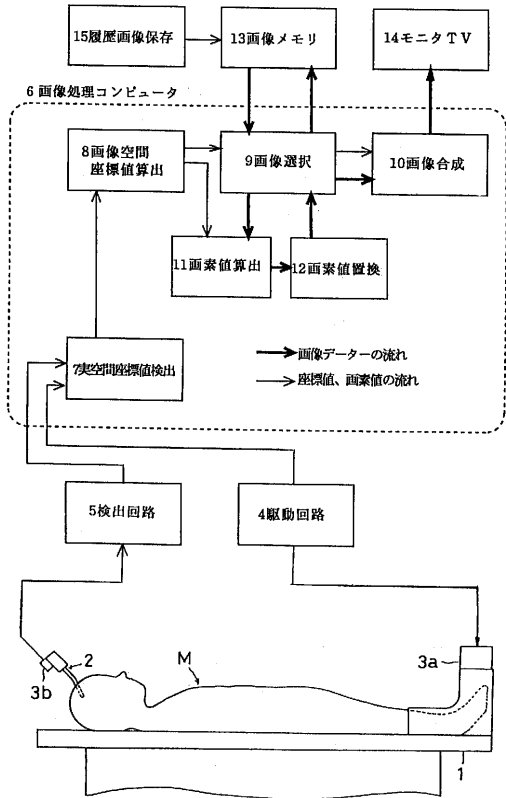 15履歴画像保存
13画像メモリ
14モニタTV
6画像処理コンピュータ
8画像空間
座標値算出
9画像選択
10画像合成
11画素値算出
12画素値置換
7実空間座標値検出
画像データーの流れ
座標値、画素値の流れ
5検出回路
4駆動回路
3b
2
M
3a
1